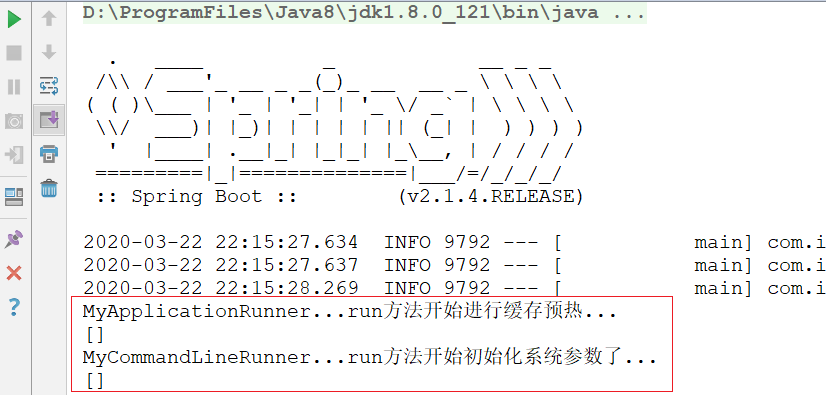 D:\ProgramFiles\Java8\jdk1.8.0_121\bin\java ...
  .   ____          _            __ _ _
 /\\ / ___'_ __ _ _(_)_ __  __ _ \ \ \ \
( ( )\___ | '_ | '_| | '_ \/ _` | \ \ \ \
 \\/  ___)| |_)| | | | | || (_| |  ) ) ) )
  '  |____| .__|_| |_|_| |_\__, | / / / /
 =========|_|==============|___/=/_/_/_/
 :: Spring Boot ::        (v2.1.4.RELEASE)
2020-03-22 22:15:27.634  INFO 9792 --- [           main] com.i
2020-03-22 22:15:27.637  INFO 9792 --- [           main] com.i
2020-03-22 22:15:28.269  INFO 9792 --- [           main] com.i
MyApplicationRunner...run方法开始进行缓存预热...
[]
MyCommandLineRunner...run方法开始初始化系统参数了...
[]